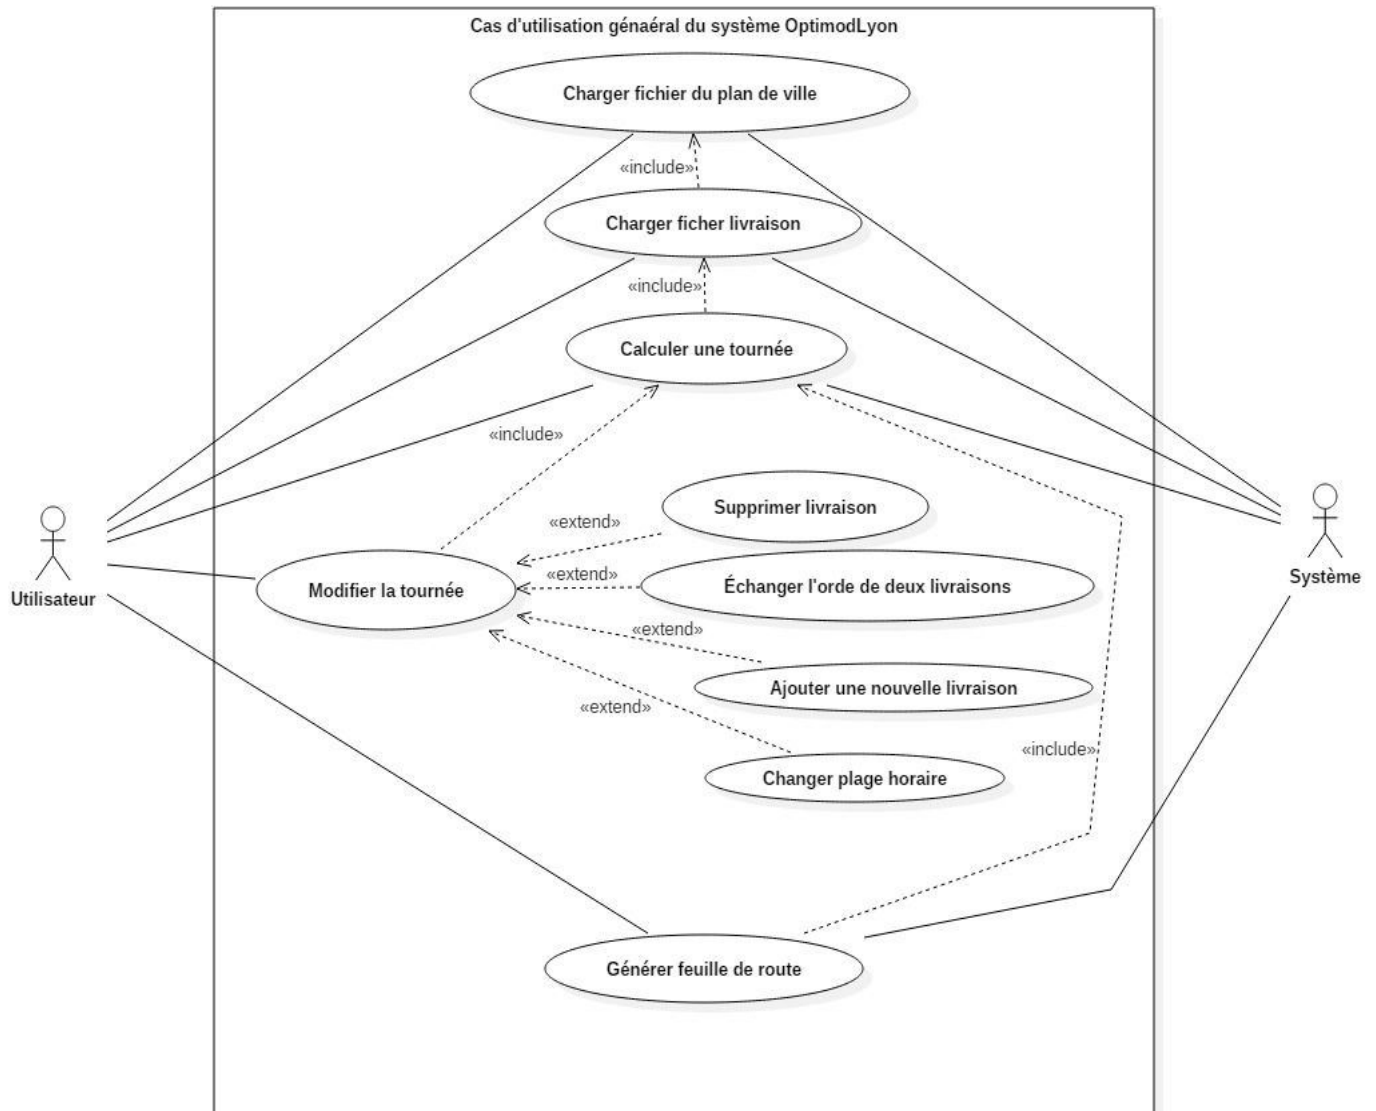 Cas d'utilisation génaéral du système OptimodLyon
Charger fichier du plan de ville
«include»
Charger ficher livraison
«include»
Calculer une tournée
«include»
Supprimer livraison
«extend»
Échanger l'orde de deux livraisons
«extend»
Modifier la tournée
Utilisateur
Système
«extend»
Ajouter une nouvelle livraison
«extend»
Changer plage horaire
«include»
Générer feuille de route